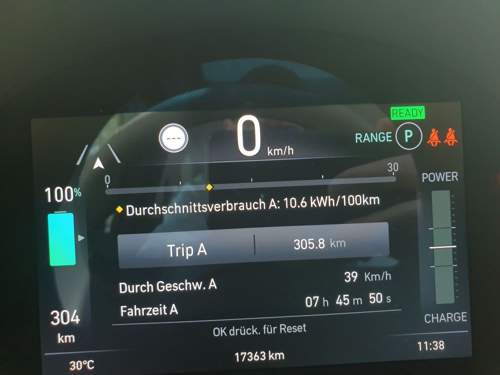 READY
---
0 km/h
RANGE P
100%
0 30
POWER
Durchschnittsverbrauch A: 10.6 kWh/100km
Trip A 305.8 km
Durch Geschw. A 39 Km/h
Fahrzeit A 07 h 45 m 50 s
304
km
CHARGE
OK drück. für Reset
30°C 17363 km 11:38